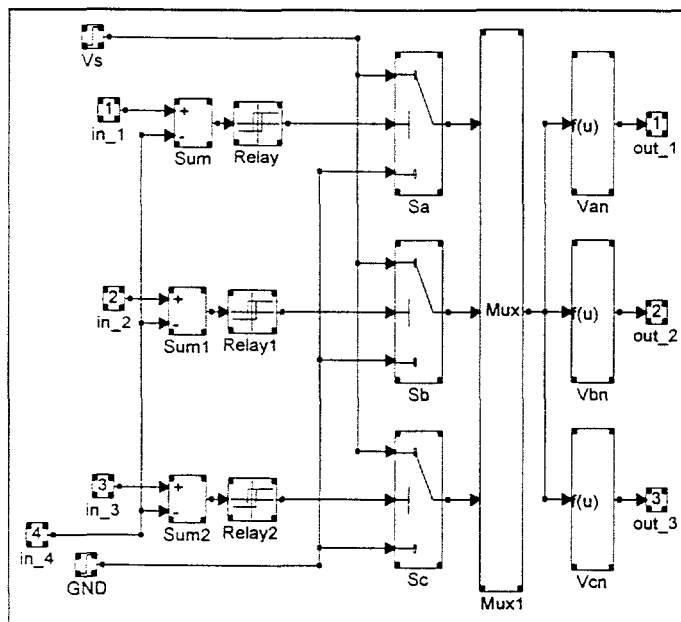 Vs
1
in_1
+
-
Sum
Relay
Sa
f(u)
Van
1
out_1
2
in_2
+
-
Sum1
Relay1
Sb
Mux
f(u)
Vbn
2
out_2
3
in_3
+
-
Sum2
Relay2
Sc
f(u)
Vcn
3
out_3
4
in_4
GND
Mux1